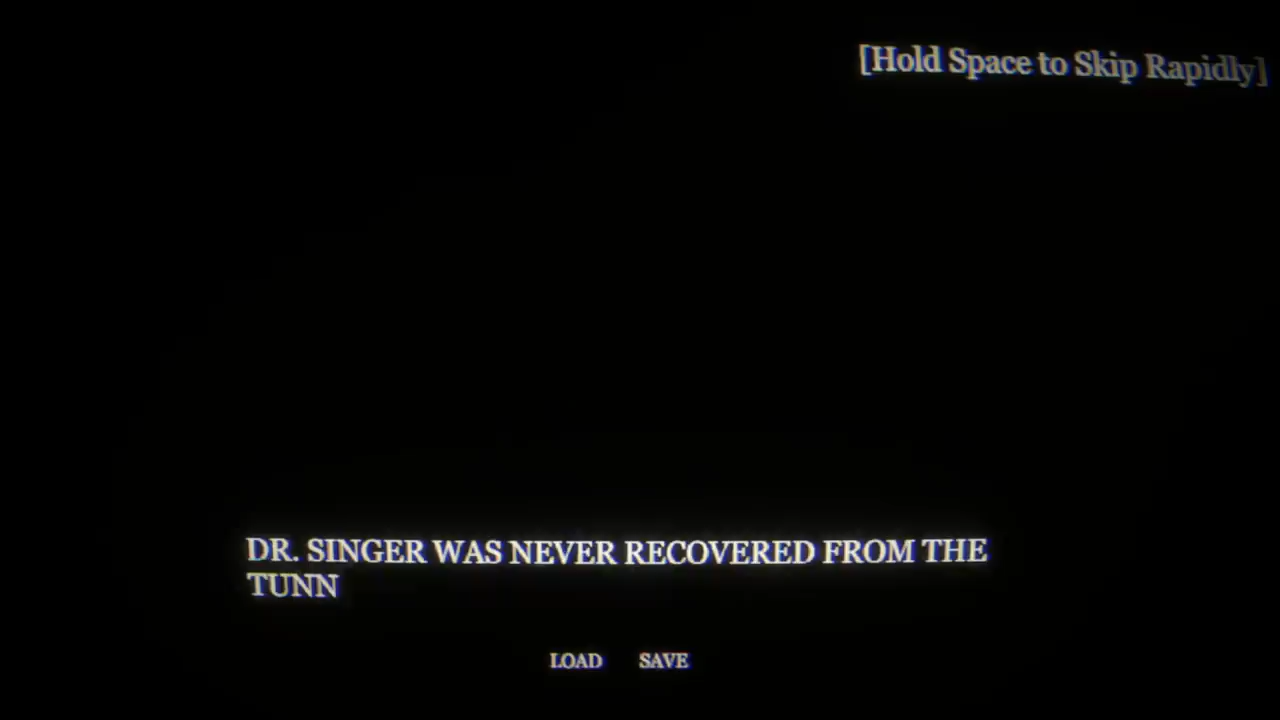 [Hold Space to Skip Rapidly]
DR. SINGER WAS NEVER RECOVERED FROM THE
TUNN
LOAD SAVE